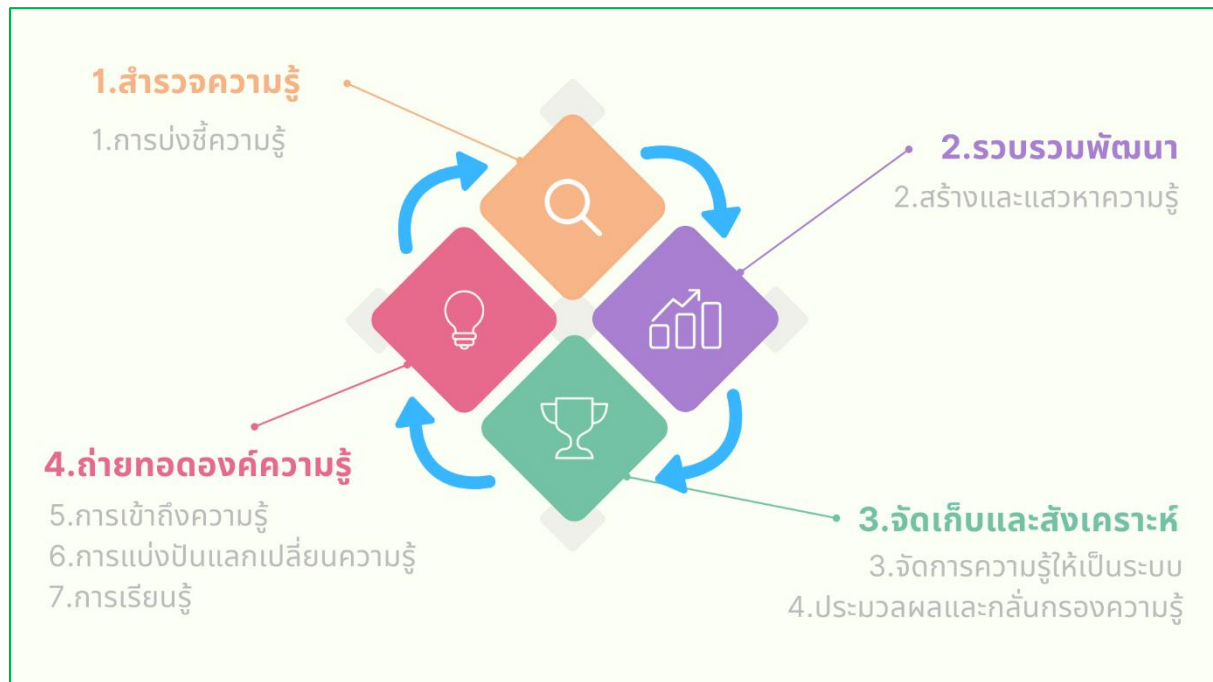 1.สำรวจความรู้
1.การบ่งชี้ความรู้
2.รวบรวมพัฒนา
2.สร้างและแสวหาความรู้
3.จัดเก็บและสังเคราะห์
3.จัดการความรู้ให้เป็นระบบ
4.ประมวลผลและกลั่นกรองความรู้
4.ถ่ายทอดองค์ความรู้
5.การเข้าถึงความรู้
6.การแบ่งปันแลกเปลี่ยนความรู้
7.การเรียนรู้